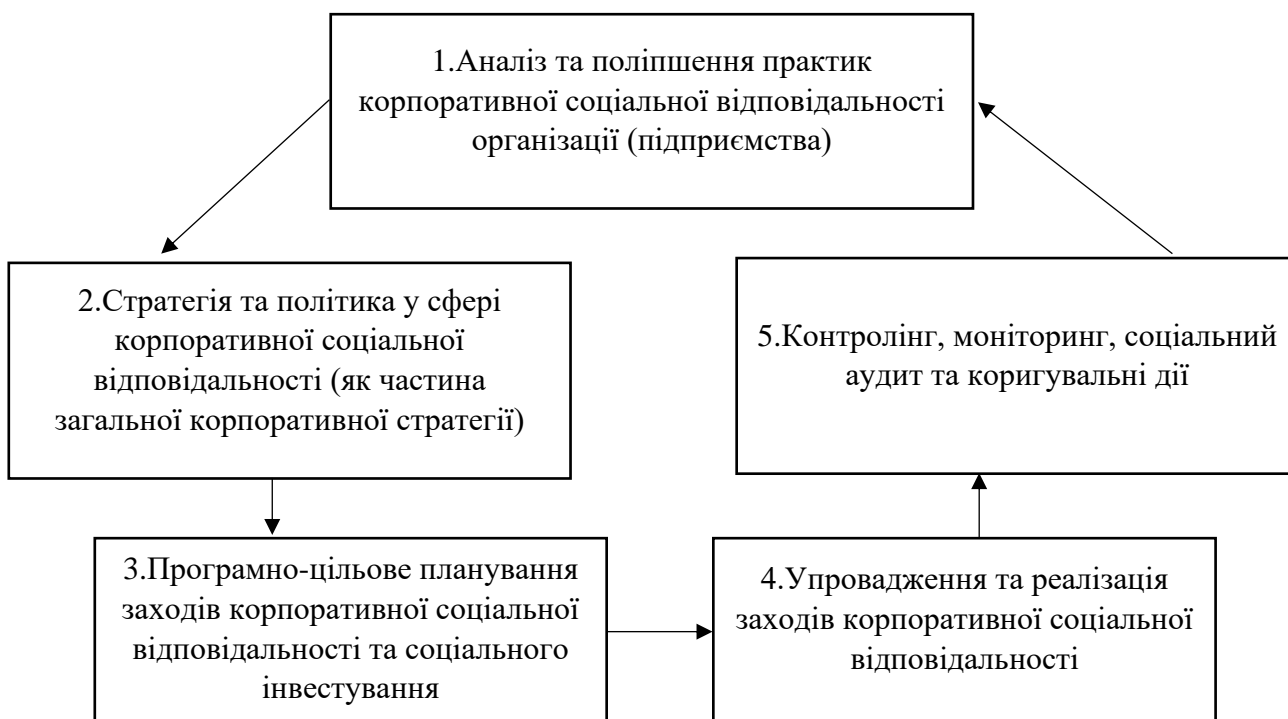 1.Аналіз та поліпшення практик
корпоративної соціальної відповідальності
організації (підприємства)
2.Стратегія та політика у сфері
корпоративної соціальної
відповідальності (як частина
загальної корпоративної стратегії)
5.Контролінг, моніторинг, соціальний
аудит та коригувальні дії
3.Програмно-цільове планування
заходів корпоративної соціальної
відповідальності та соціального
інвестування
4.Упровадження та реалізація
заходів корпоративної соціальної
відповідальності